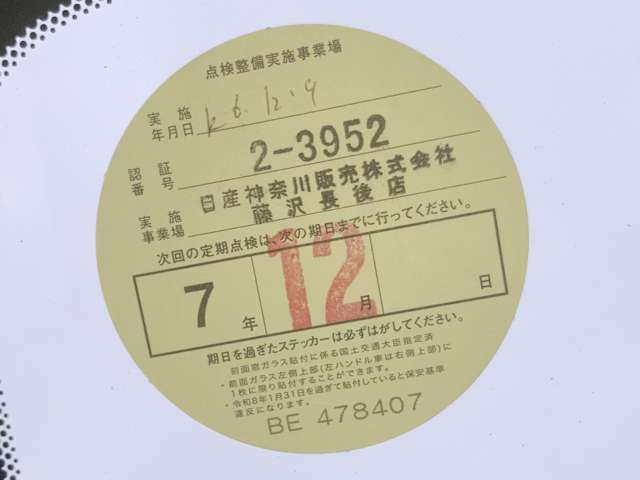 点検整備実施事業場
実施
年月日
R6.12.9
認証
番号
2-3952
実施
事業場
日産神奈川販売株式会社
藤沢長後店
次回の定期点検は、次の期日までに行ってください。
7年 12月 日
期日を過ぎたステッカーは必ずはがしてください。
前面窓ガラス貼付に係る国土交通大臣指定済
・前面ガラス左側上部(左ハンドル車は右側上部)に
1枚に限り貼付することができます。
・令和8年1月31日を過ぎて貼付していると保安基準
違反になります。
BE 478407